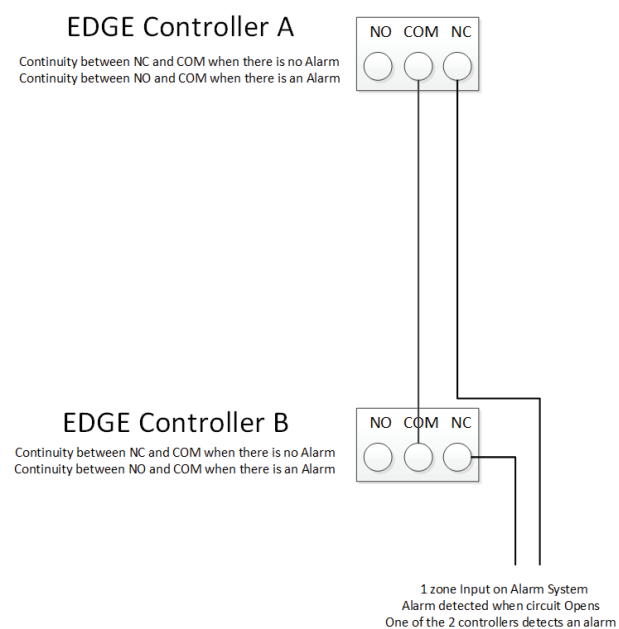 EDGE Controller A
Continuity between NC and COM when there is no Alarm
Continuity between NO and COM when there is an Alarm
NO COM NC
EDGE Controller B
Continuity between NC and COM when there is no Alarm
Continuity between NO and COM when there is an Alarm
NO COM NC
1 zone Input on Alarm System
Alarm detected when circuit Opens
One of the 2 controllers detects an alarm